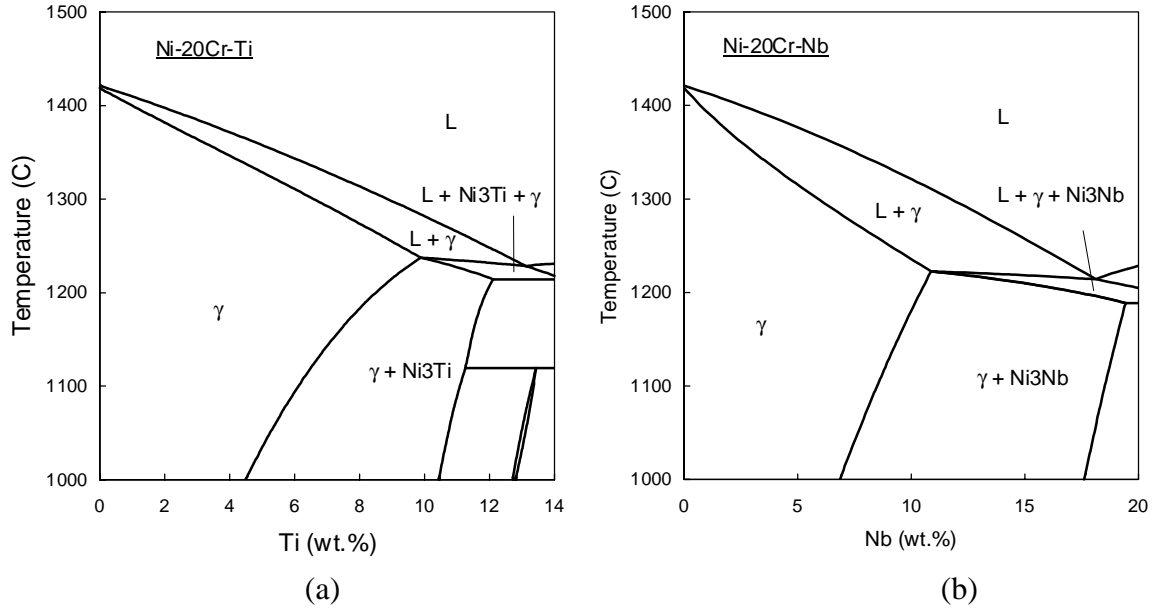 1500
1400
1300
1200
1100
1000
Temperature (C)
Ni-20Cr-Ti
L
L + Ni3Ti + γ
L + γ
γ
γ + Ni3Ti
0 2 4 6 8 10 12 14
Ti (wt.%)
(a)
1500
1400
1300
1200
1100
1000
Temperature (C)
Ni-20Cr-Nb
L
L + γ + Ni3Nb
L + γ
γ
γ + Ni3Nb
0 5 10 15 20
Nb (wt.%)
(b)